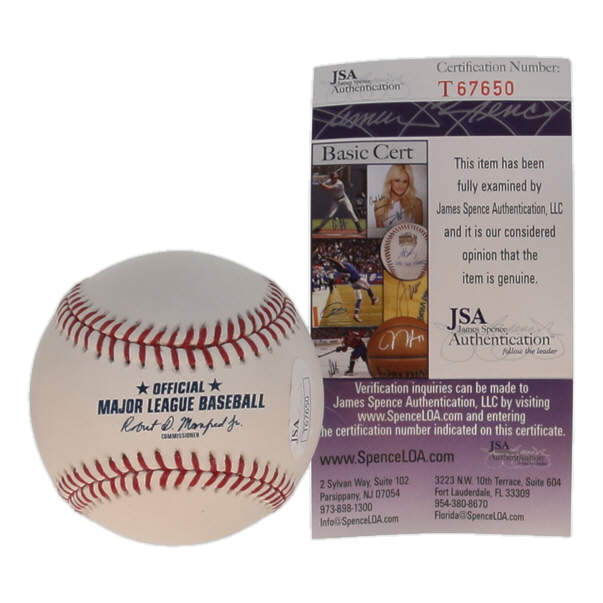 JSA
James Spence
Authentication
Certification Number:
T 67650
James Spence
Basic Cert
This item has been
fully examined by
James Spence Authentication, LLC
and it is our considered
opinion that the
item is genuine.
JSA
James Spence
Authentication
follow the leader
Verification inquiries can be made to
James Spence Authentication, LLC by visiting
www.SpenceLOA.com and entering
the certification number indicated on this certificate.
www.SpenceLOA.com
JSA
Authentication
2 Sylvan Way, Suite 102
Parsippany, NJ 07054
973-898-1300
Info@SpenceLOA.com
3223 N.W. 10th Terrace, Suite 604
Fort Lauderdale, FL 33309
954-380-8670
Florida@SpenceLOA.com
★ OFFICIAL ★
MAJOR LEAGUE BASEBALL
Robert D. Manfred Jr.
COMMISSIONER
JSA
T67650